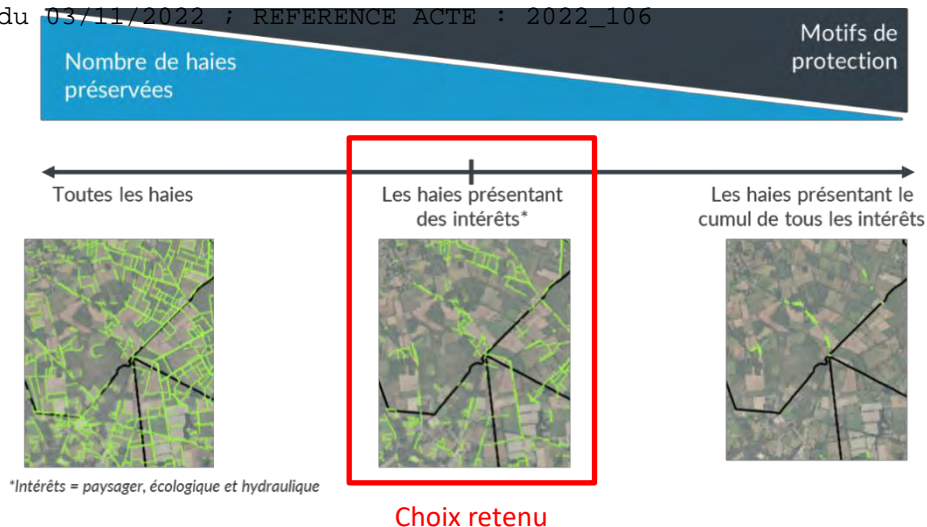 du 03/11/2022 ; REFERENCE ACTE : 2022_106
Motifs de
protection
Nombre de haies
préservées
Toutes les haies
Les haies présentant
des intérêts*
Les haies présentant le
cumul de tous les intérêts
*Intérêts = paysager, écologique et hydraulique
Choix retenu